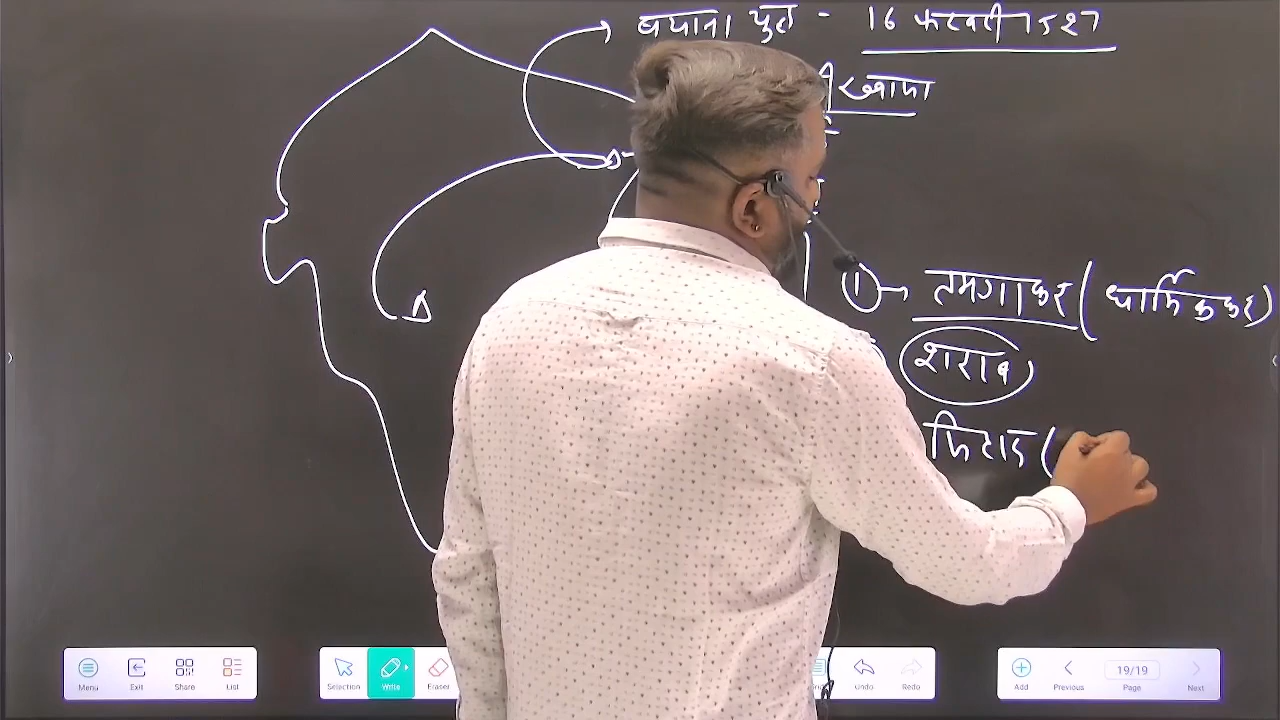 बयाना युद्ध - 16 फरवरी 1527
① → तमगाकर (धार्मिककर)
शराब
जिहाद (
Menu Exit Share List Selection Write Eraser Undo Redo Add Previous 19/19 Page Next